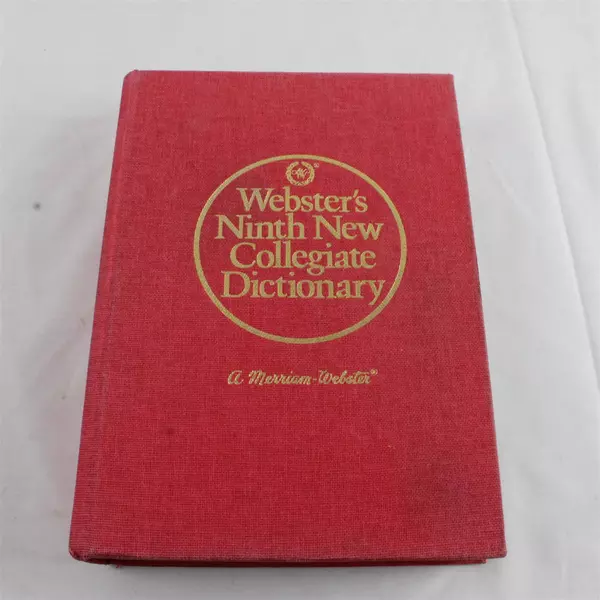 W
Webster's
Ninth New
Collegiate
Dictionary
A Merriam-Webster®